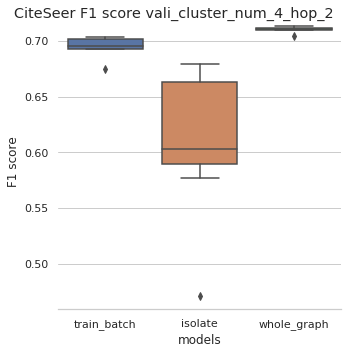 CiteSeer F1 score vali_cluster_num_4_hop_2
0.70
0.65
0.60
0.55
0.50
F1 score
train_batch isolate whole_graph
models